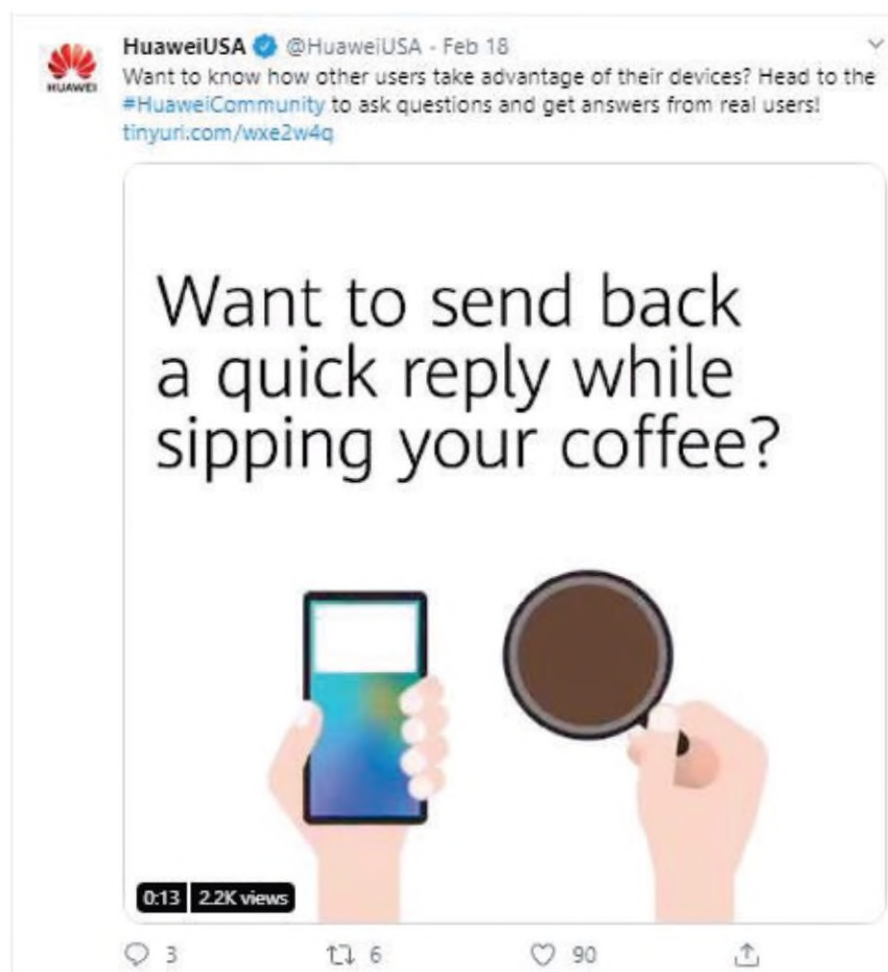 HuaweiUSA @HuaweiUSA - Feb 18
HUAWEI
Want to know how other users take advantage of their devices? Head to the
#HuaweiCommunity to ask questions and get answers from real users!
tinyurl.com/wxe2w4q
Want to send back
a quick reply while
sipping your coffee?
0:13 2.2K views
3 6 90